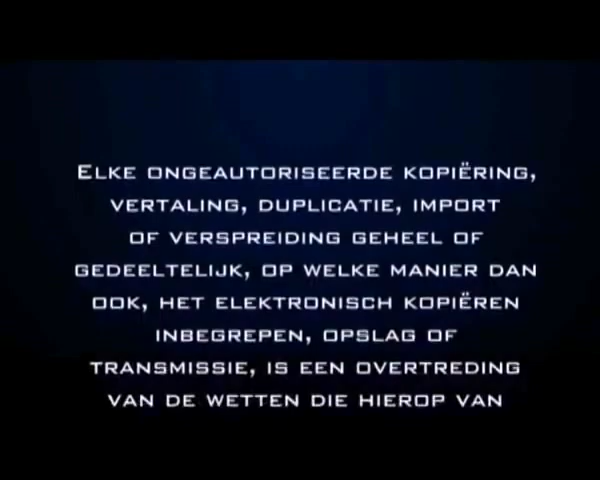 Elke ongeautoriseerde kopiëring,
vertaling, duplicatie, import
of verspreiding geheel of
gedeeltelijk, op welke manier dan
ook, het elektronisch kopiëren
inbegrepen, opslag of
transmissie, is een overtreding
van de wetten die hierop van